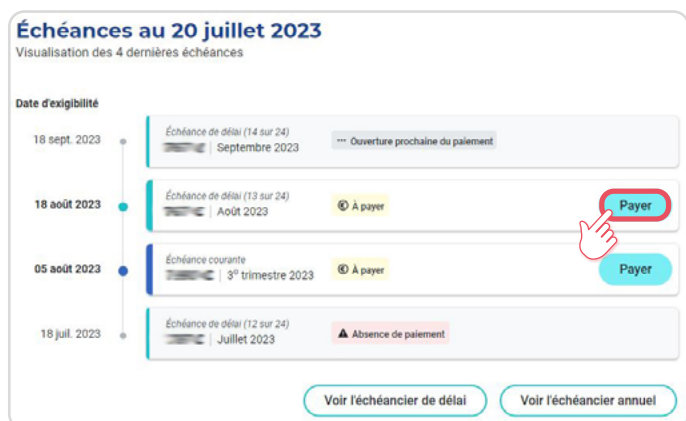 Échéances au 20 juillet 2023
Visualisation des 4 dernières échéances
Date d'exigibilité
18 sept. 2023
Échéance de délai (14 sur 24)
Septembre 2023
Ouverture prochaine du paiement
18 août 2023
Échéance de délai (13 sur 24)
Août 2023
À payer
Payer
05 août 2023
Échéance courante
3º trimestre 2023
À payer
Payer
18 juil. 2023
Échéance de délai (12 sur 24)
Juillet 2023
Absence de paiement
Voir l'échéancier de délai
Voir l'échéancier annuel